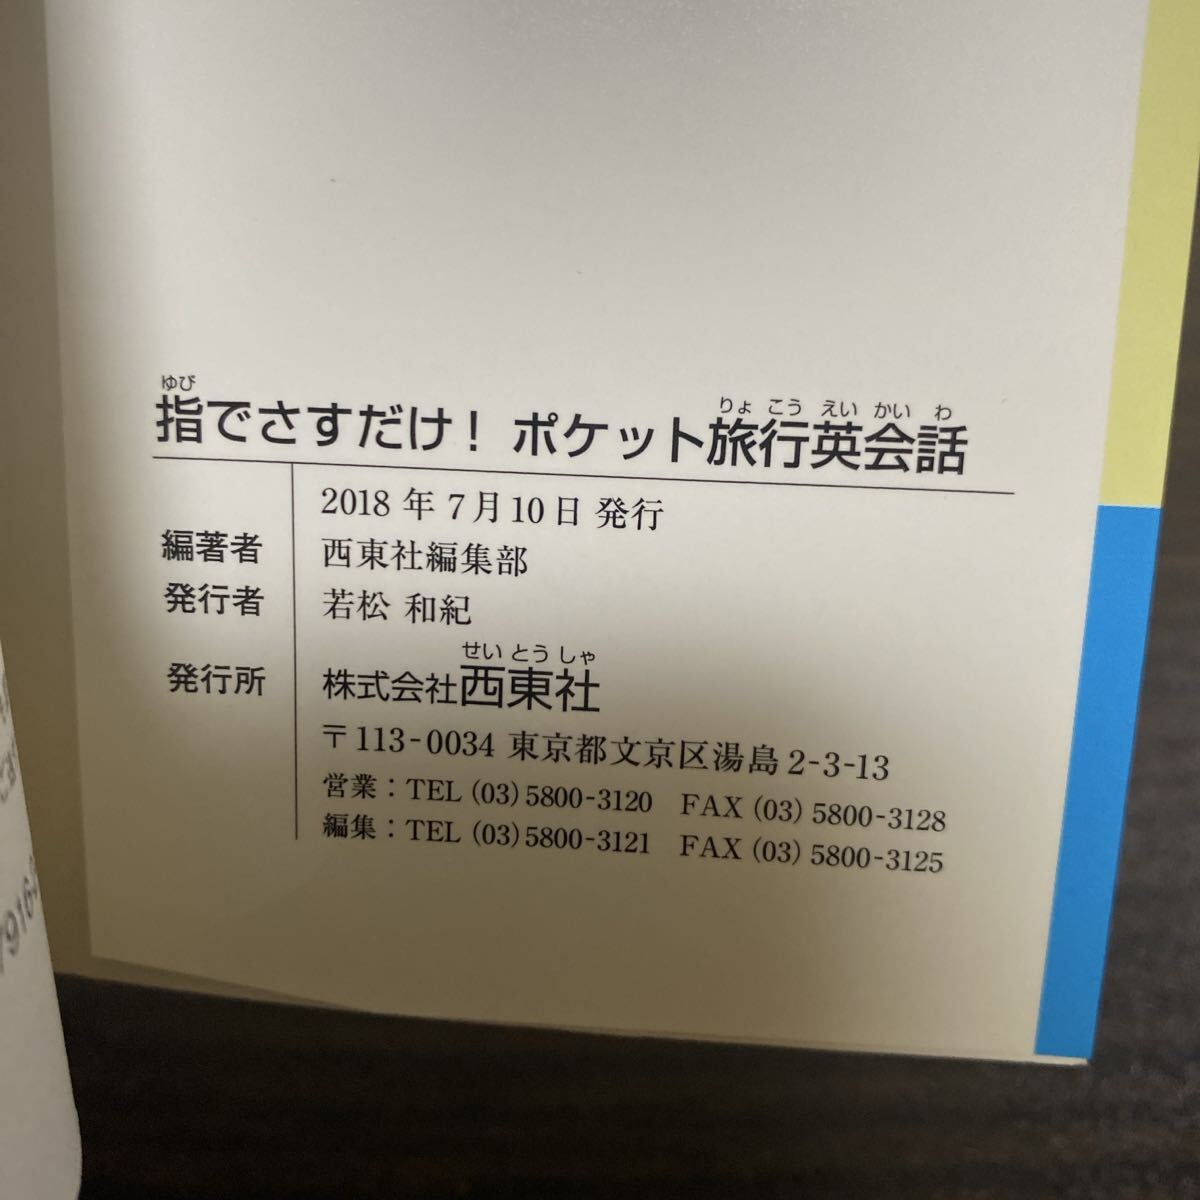 ゆび りょ こう えい かい わ
指でさすだけ！ ポケット旅行英会話
2018年7月10日 発行
編著者 西東社編集部
発行者 若松 和紀
せい とう しゃ
発行所 株式会社西東社
〒113-0034 東京都文京区湯島2-3-13
営業：TEL (03) 5800-3120 FAX (03) 5800-3128
編集：TEL (03) 5800-3121 FAX (03) 5800-3125
7916-